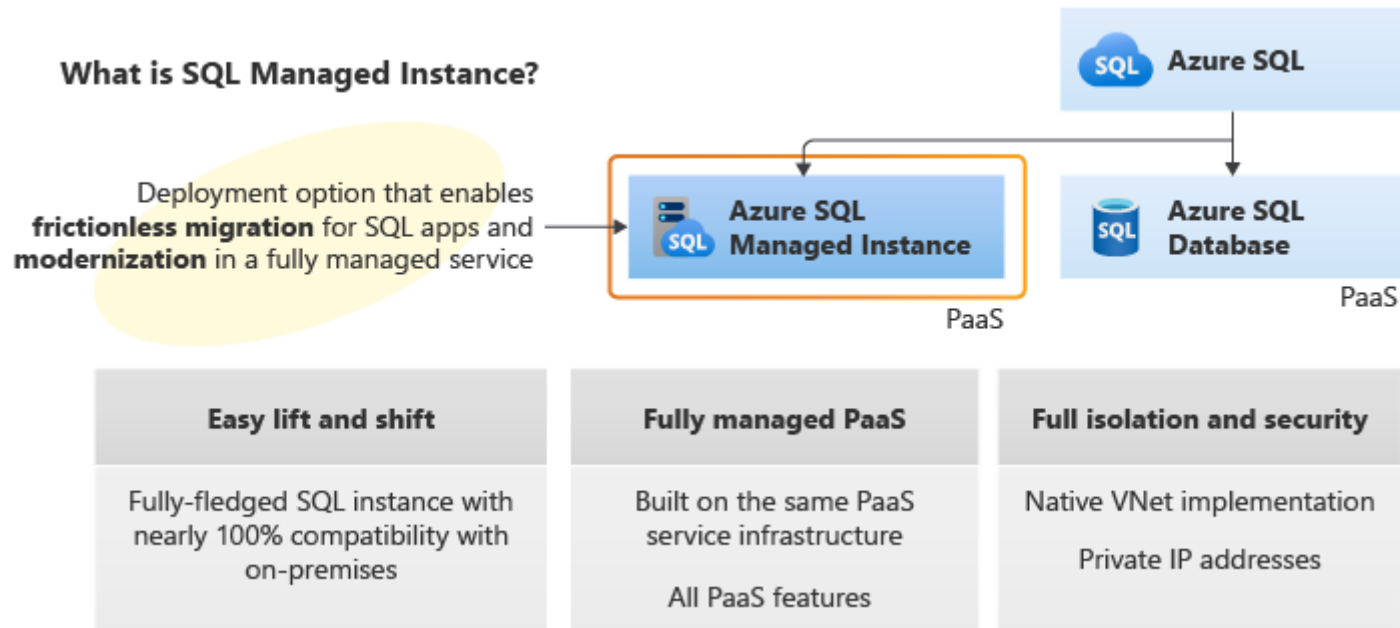 What is SQL Managed Instance?
SQL
Azure SQL
Deployment option that enables
frictionless migration for SQL apps and
modernization in a fully managed service
SQL
Azure SQL
Managed Instance
PaaS
SQL
Azure SQL
Database
PaaS
Easy lift and shift
Fully-fledged SQL instance with
nearly 100% compatibility with
on-premises
Fully managed PaaS
Built on the same PaaS
service infrastructure
All PaaS features
Full isolation and security
Native VNet implementation
Private IP addresses